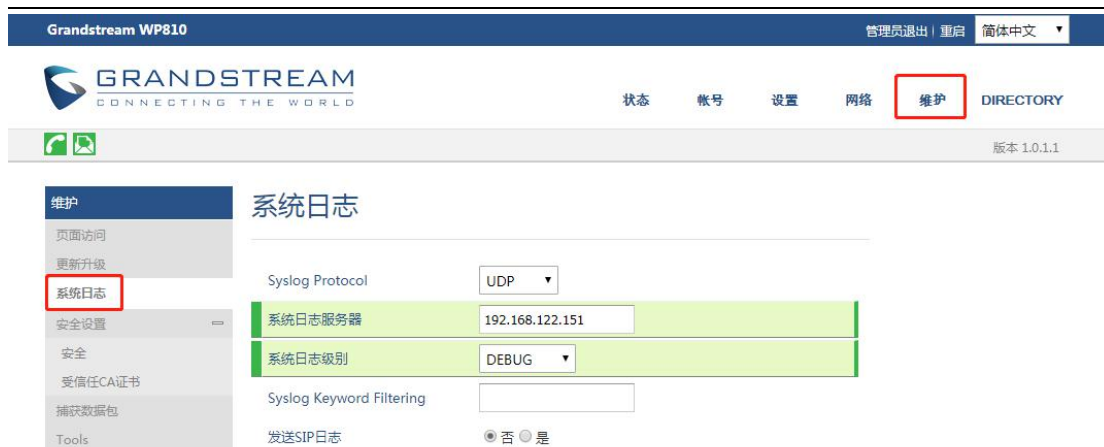 Grandstream WP810
管理员退出 | 重启 简体中文
GRANDSTREAM
CONNECTING THE WORLD
状态 帐号 设置 网络 维护 DIRECTORY
版本 1.0.1.1
维护
页面访问
更新升级
系统日志
安全设置
安全
受信任CA证书
捕获数据包
Tools
系统日志
Syslog Protocol UDP
系统日志服务器 192.168.122.151
系统日志级别 DEBUG
Syslog Keyword Filtering
发送SIP日志 否 是